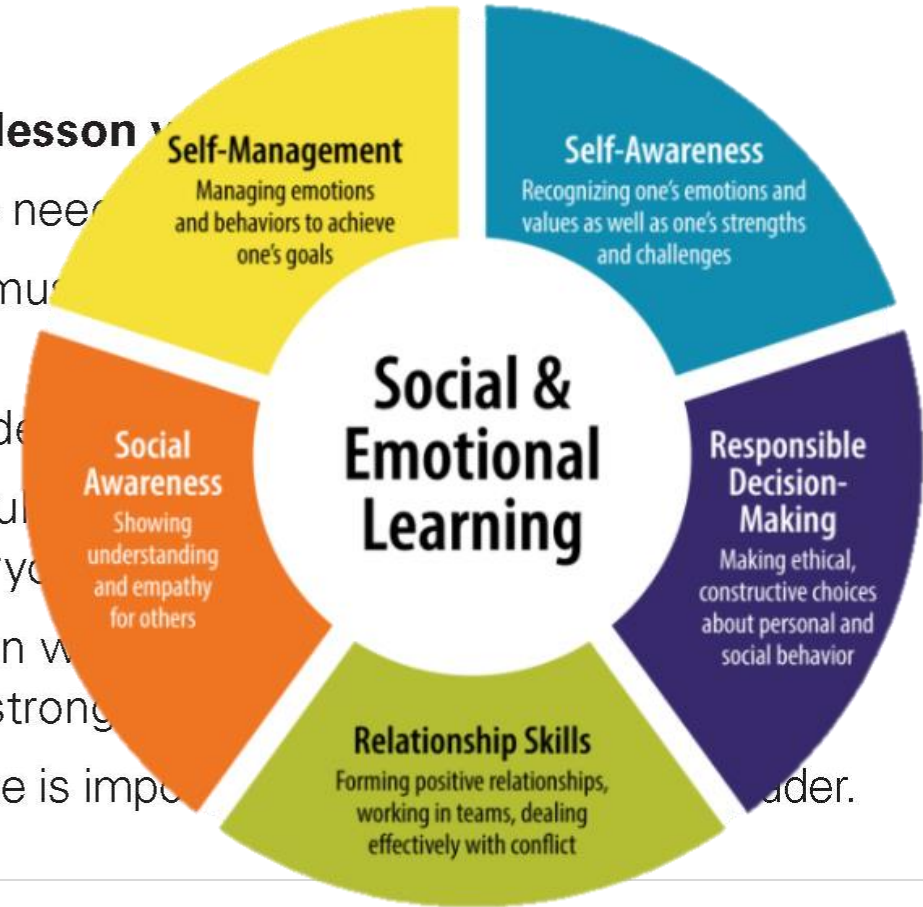 lesson
Self-Management
Managing emotions
and behaviors to achieve
one's goals
Self-Awareness
Recognizing one's emotions and
values as well as one's strengths
and challenges
Social &
Emotional
Learning
Social
Awareness
Showing
understanding
and empathy
for others
Responsible
Decision-
Making
Making ethical,
constructive choices
about personal and
social behavior
Relationship Skills
Forming positive relationships,
working in teams, dealing
effectively with conflict
strong
e is impo
ader.